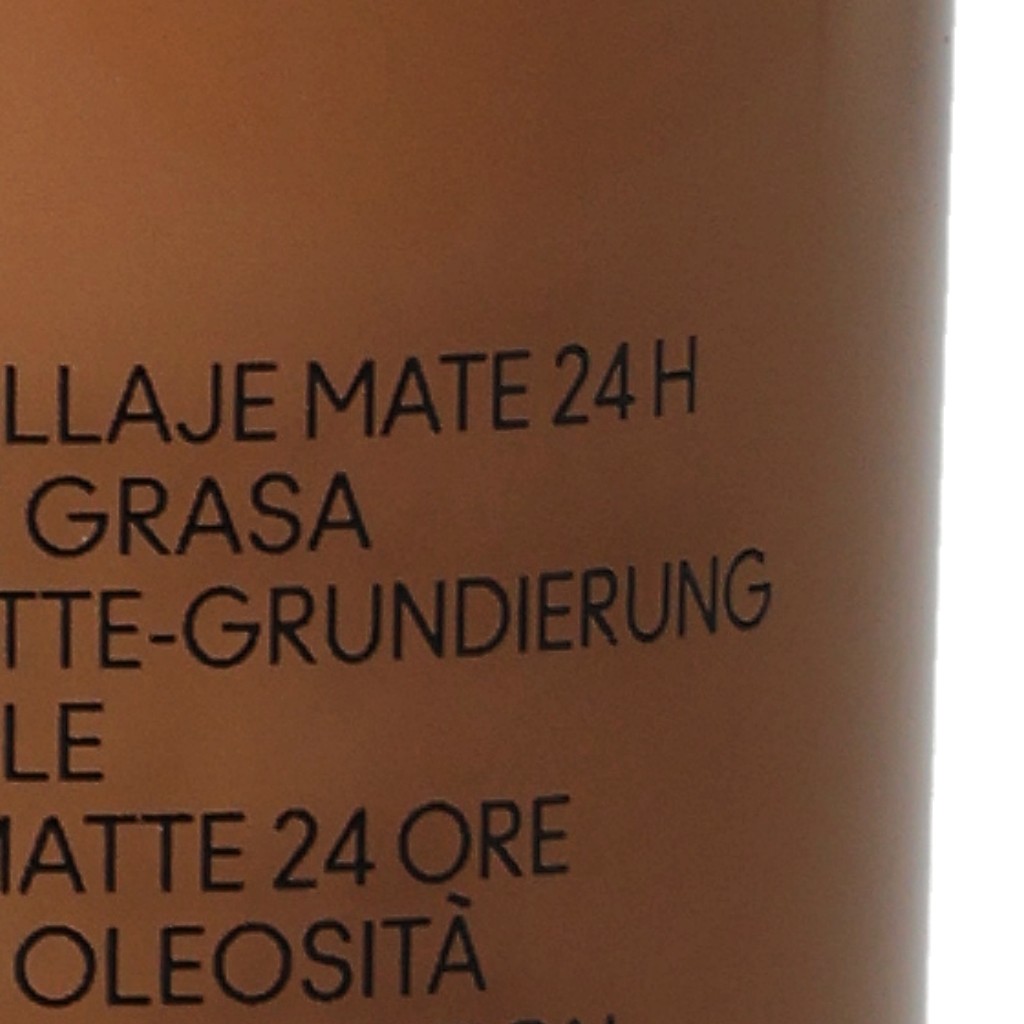 LLAJE MATE 24 H
GRASA
TTE-GRUNDIERUNG
LE
MATTE 24 ORE
OLEOSITÀ